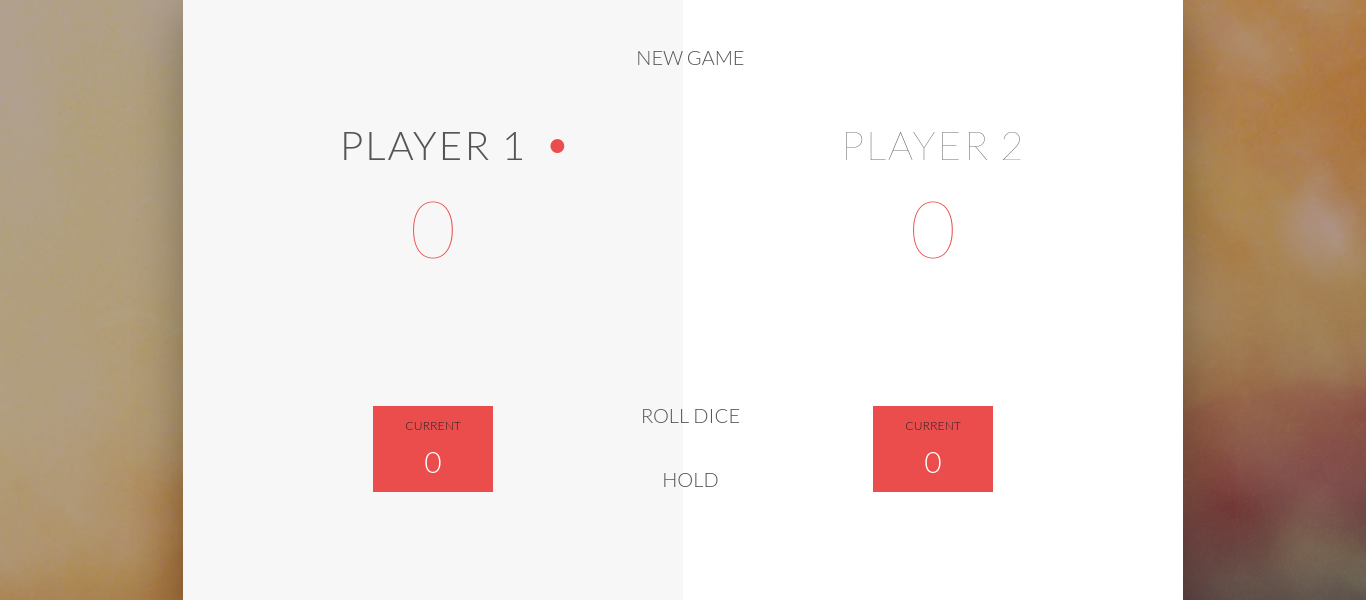 NEW GAME
PLAYER 1
PLAYER 2
0
0
CURRENT
0
ROLL DICE
HOLD
CURRENT
0